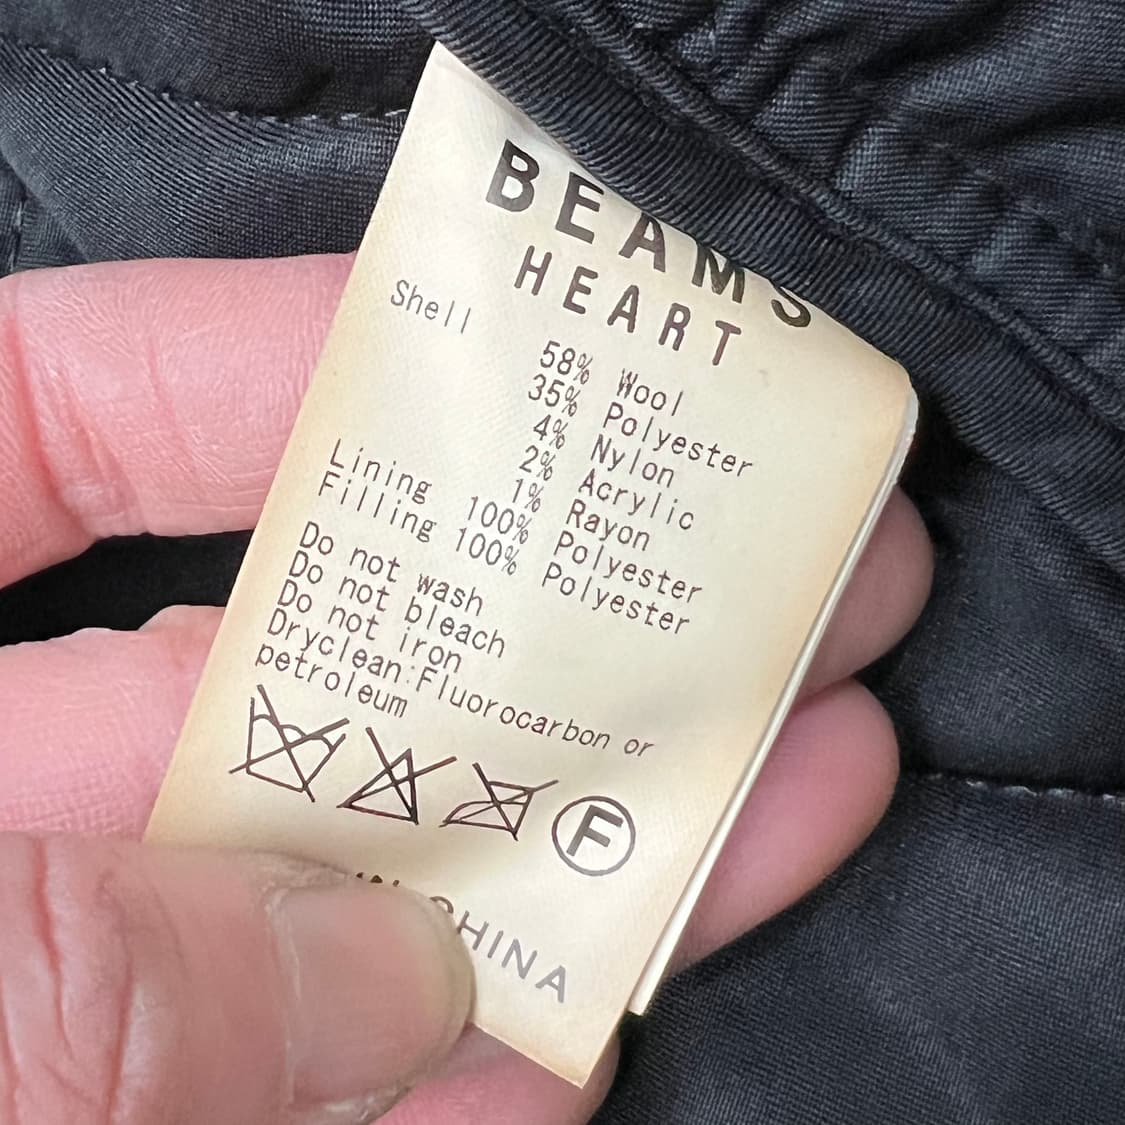 BEAMS
HEART
Shell
58% Wool
35% Polyester
4% Nylon
2% Acrylic
1% Rayon
Lining 100% Polyester
Filling 100% Polyester
Do not wash
Do not bleach
Do not iron
Dryclean:Fluorocarbon or
petroleum
F
IN CHINA